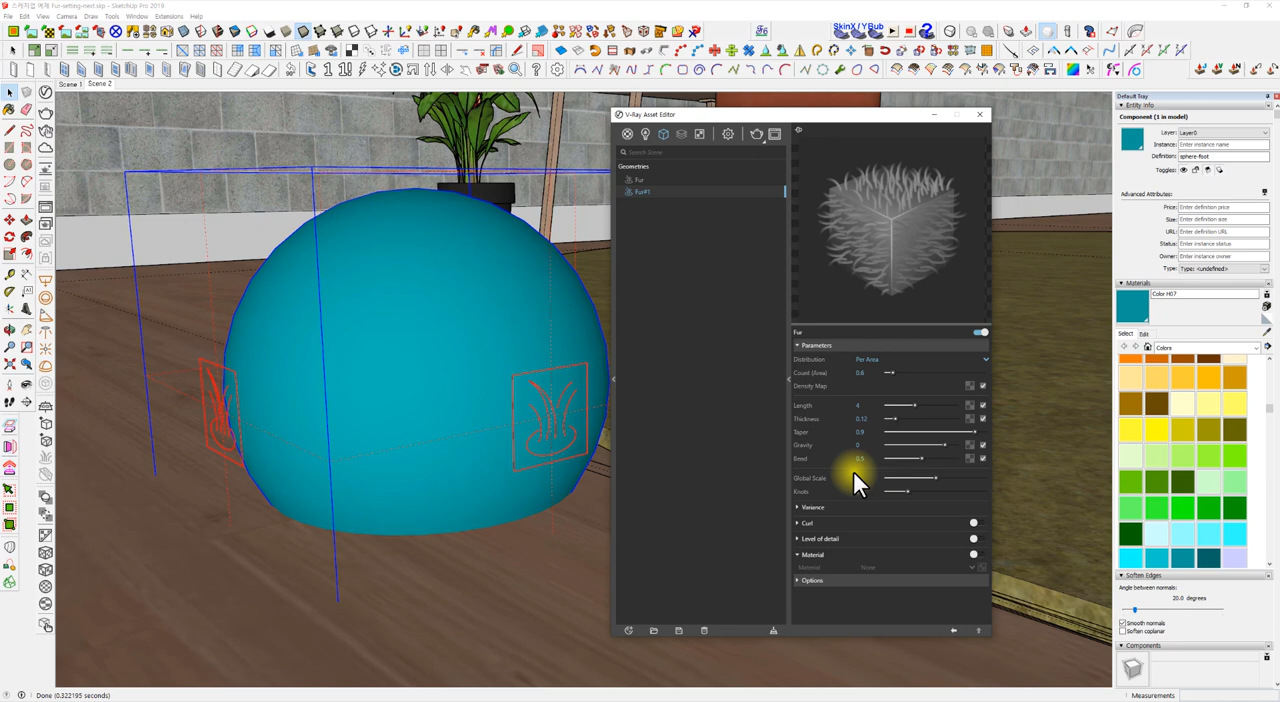 스케치업 예제 Fur-setting-next.skp - SketchUp Pro 2019
File Edit View Camera Draw Tools Window Extensions Help
SkinX/YBub
Scene 1 Scene 2
V-Ray Asset Editor
Search Scene
Geometries
Fur
Fur#1
Fur
Parameters
Distribution Per Area
Count (Area) 0.6
Density Map
Length 4
Thickness 0.12
Taper 0.9
Gravity 0
Bend 0.5
Global Scale
Knots
Variance
Curl
Level of detail
Material
Material None
Options
Default Tray
Entity Info
Component (1 in model)
Layer: Layer0
Instance: Enter instance name
Definition: sphere-foot
Toggles:
Advanced Attributes:
Price: Enter definition price
Size: Enter definition size
URL: Enter definition URL
Status: Enter instance status
Owner: Enter instance owner
Type: Type: <undefined>
Materials
Color H07
Select Edit
Colors
Soften Edges
Angle between normals:
20.0 degrees
Smooth normals
Soften coplanar
Components
Done (0.322195 seconds)
Measurements